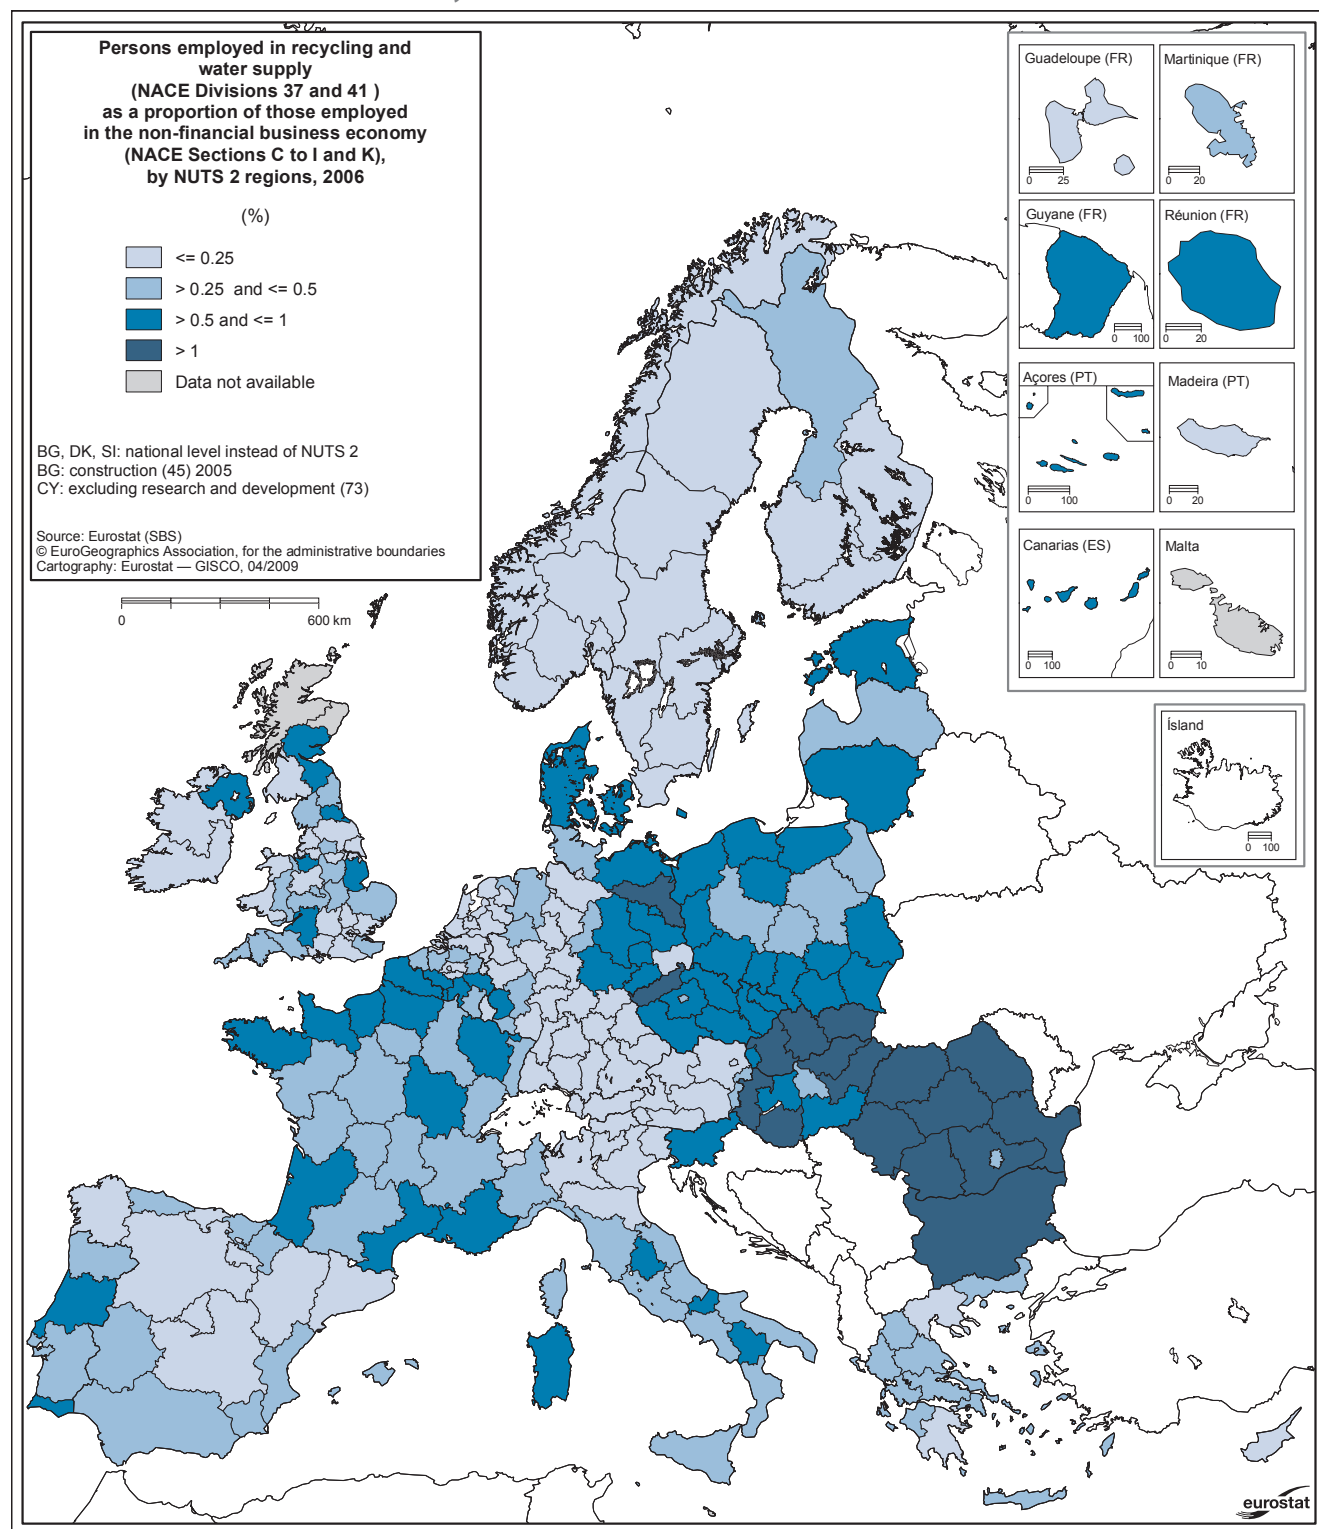 Persons employed in recycling and
water supply
(NACE Divisions 37 and 41 )
as a proportion of those employed
in the non-financial business economy
(NACE Sections C to I and K),
by NUTS 2 regions, 2006
(%)
<= 0.25
> 0.25 and <= 0.5
> 0.5 and <= 1
> 1
Data not available
BG, DK, SI: national level instead of NUTS 2
BG: construction (45) 2005
CY: excluding research and development (73)
Source: Eurostat (SBS)
© EuroGeographics Association, for the administrative boundaries
Cartography: Eurostat — GISCO, 04/2009
0 600 km
Guadeloupe (FR)
0 25
Martinique (FR)
0 20
Guyane (FR)
0 100
Réunion (FR)
0 20
Açores (PT)
0 100
Madeira (PT)
0 20
Canarias (ES)
0 100
Malta
0 10
Ísland
0 100
eurostat